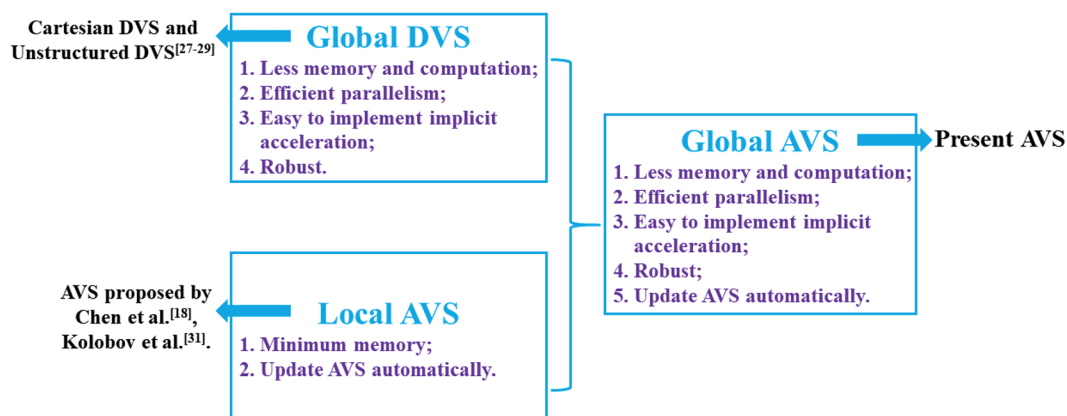 Cartesian DVS and
Unstructured DVS[27-29]
Global DVS
1. Less memory and computation;
2. Efficient parallelism;
3. Easy to implement implicit
acceleration;
4. Robust.
AVS proposed by
Chen et al.[18],
Kolobov et al.[31].
Local AVS
1. Minimum memory;
2. Update AVS automatically.
Global AVS
1. Less memory and computation;
2. Efficient parallelism;
3. Easy to implement implicit
acceleration;
4. Robust;
5. Update AVS automatically.
Present AVS